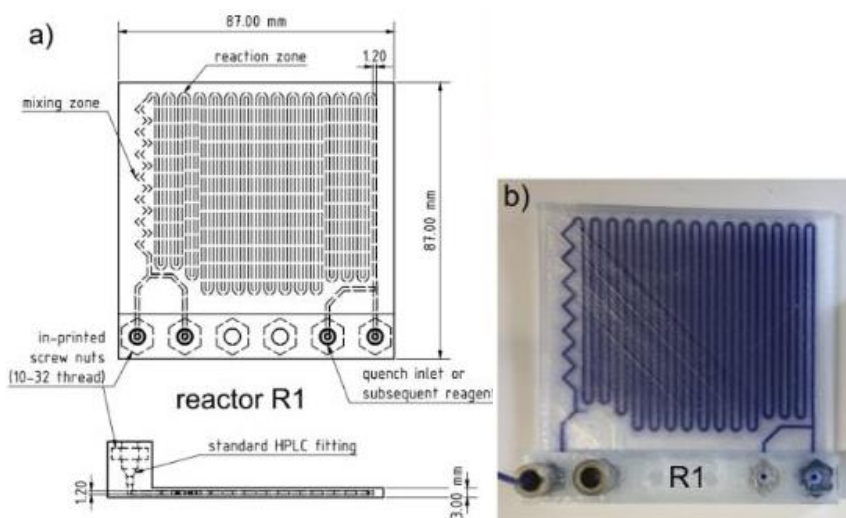 a)
87.00 mm
reaction zone
1.20
mixing zone
87.00 mm
b)
in-printed
screw nuts
(10-32 thread)
reactor R1
quench inlet or
subsequent reagent
standard HPLC fitting
1.20
3.00 mm
R1